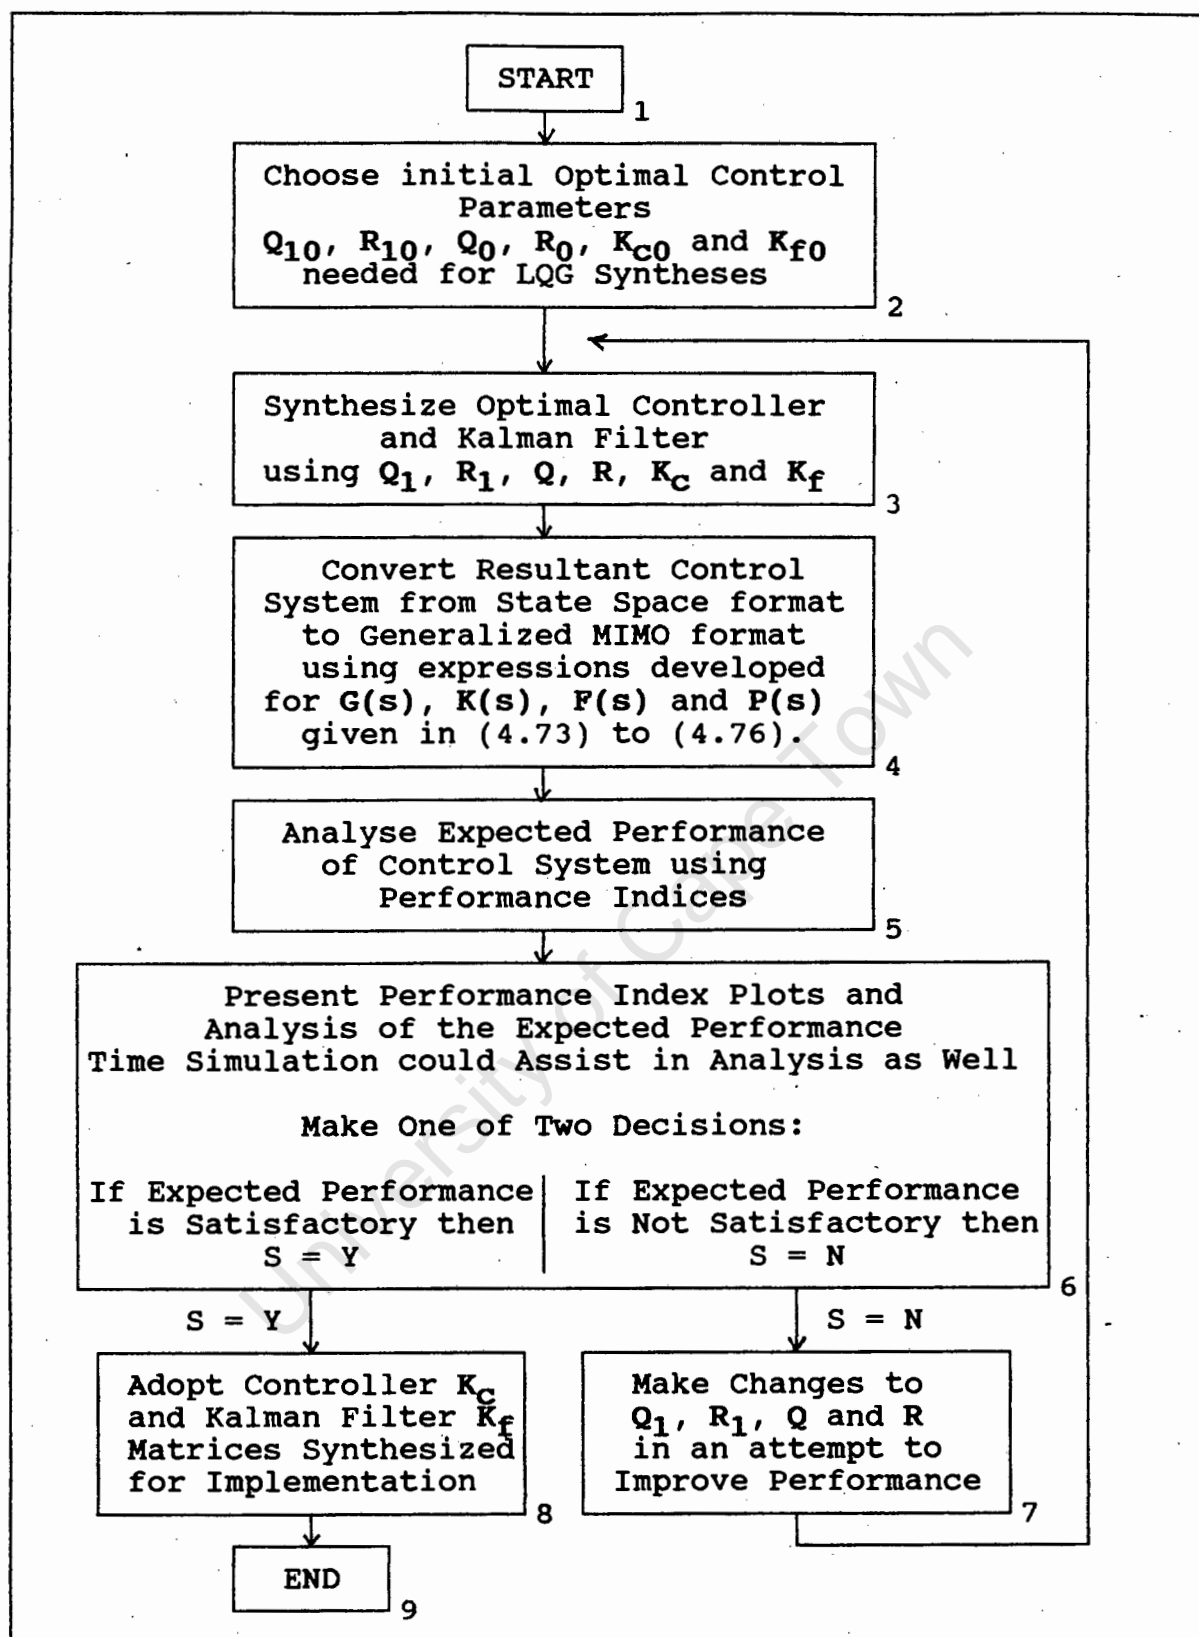 START
1
Choose initial Optimal Control
Parameters
Q10, R10, Q0, R0, Kc0 and Kf0
needed for LQG Syntheses
2
Synthesize Optimal Controller
and Kalman Filter
using Q1, R1, Q, R, Kc and Kf
3
Convert Resultant Control
System from State Space format
to Generalized MIMO format
using expressions developed
for G(s), K(s), F(s) and P(s)
given in (4.73) to (4.76).
4
Analyse Expected Performance
of Control System using
Performance Indices
5
Present Performance Index Plots and
Analysis of the Expected Performance
Time Simulation could Assist in Analysis as Well
Make One of Two Decisions:
If Expected Performance
is Satisfactory then
S = Y
If Expected Performance
is Not Satisfactory then
S = N
6
S = Y
S = N
Adopt Controller Kc
and Kalman Filter Kf
Matrices Synthesized
for Implementation
8
Make Changes to
Q1, R1, Q and R
in an attempt to
Improve Performance
7
END
9
University of Cape Town